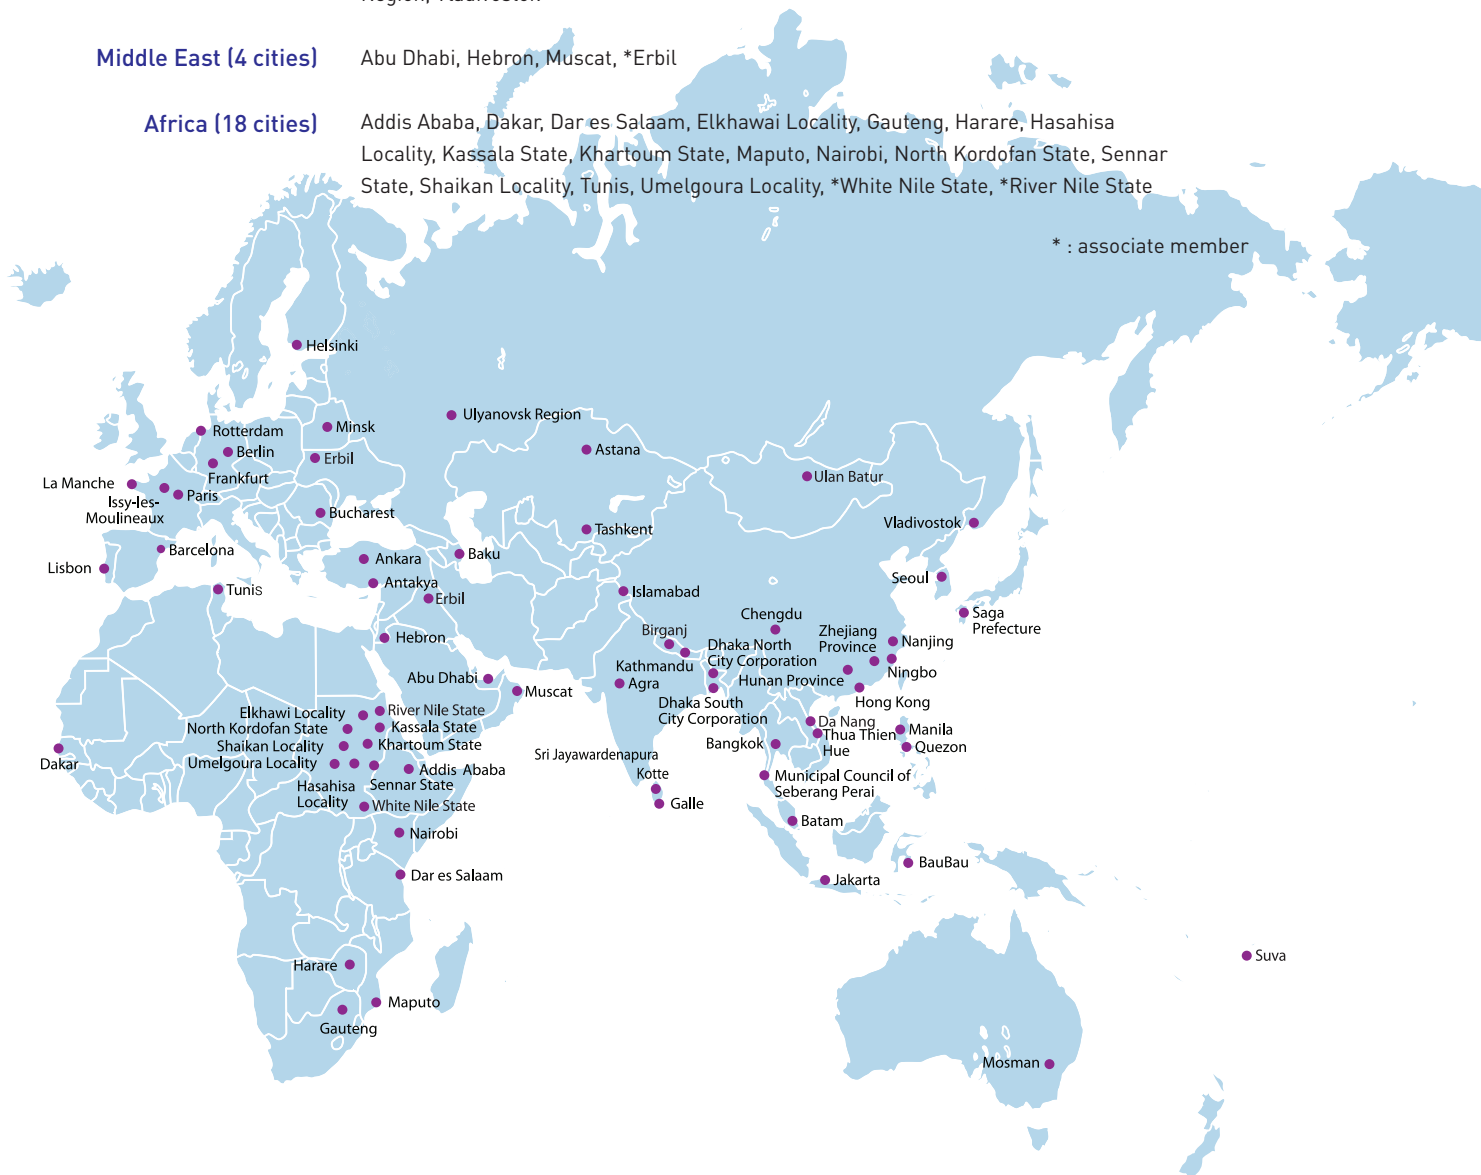 Region, Vladivostok
Middle East (4 cities)
Abu Dhabi, Hebron, Muscat, *Erbil
Africa (18 cities)
Addis Ababa, Dakar, Dar es Salaam, Elkhawai Locality, Gauteng, Harare, Hasahisa
Locality, Kassala State, Khartoum State, Maputo, Nairobi, North Kordofan State, Sennar
State, Shaikan Locality, Tunis, Umelgoura Locality, *White Nile State, *River Nile State
* : associate member
Helsinki
Ulyanovsk Region
Minsk
Rotterdam
Berlin
Erbil
Astana
Frankfurt
Ulan Batur
La Manche
Paris
Issy-les-
Moulineaux
Bucharest
Vladivostok
Tashkent
Barcelona
Ankara
Baku
Lisbon
Seoul
Antakya
Tunis
Erbil
Islamabad
Saga
Prefecture
Chengdu
Birganj
Zhejiang
Province
Nanjing
Hebron
Dhaka North
City Corporation
Kathmandu
Ningbo
Abu Dhabi
Agra
Hunan Province
Muscat
Hong Kong
Dhaka South
City Corporation
Elkhawi Locality
River Nile State
North Kordofan State
Kassala State
Da Nang
Manila
Thua Thien
Hue
Shaikan Locality
Khartoum State
Bangkok
Quezon
Sri Jayawardenapura
Kotte
Dakar
Umelgoura Locality
Addis Ababa
Municipal Council of
Seberang Perai
Hasahisa
Locality
Sennar State
White Nile State
Galle
Batam
Nairobi
BauBau
Dar es Salaam
Jakarta
Harare
Suva
Maputo
Gauteng
Mosman